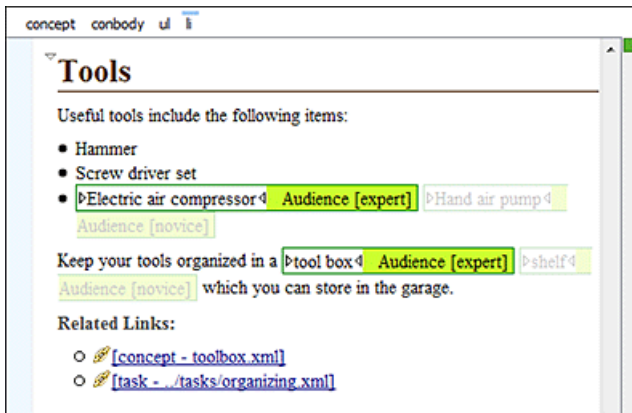 concept conbody ul li
Tools
Useful tools include the following items:
Hammer
Screw driver set
Electric air compressor Audience [expert] Hand air pump
Audience [novice]
Keep your tools organized in a tool box Audience [expert] shelf
Audience [novice] which you can store in the garage.
Related Links:
[concept - toolbox.xml]
[task - ../tasks/organizing.xml]